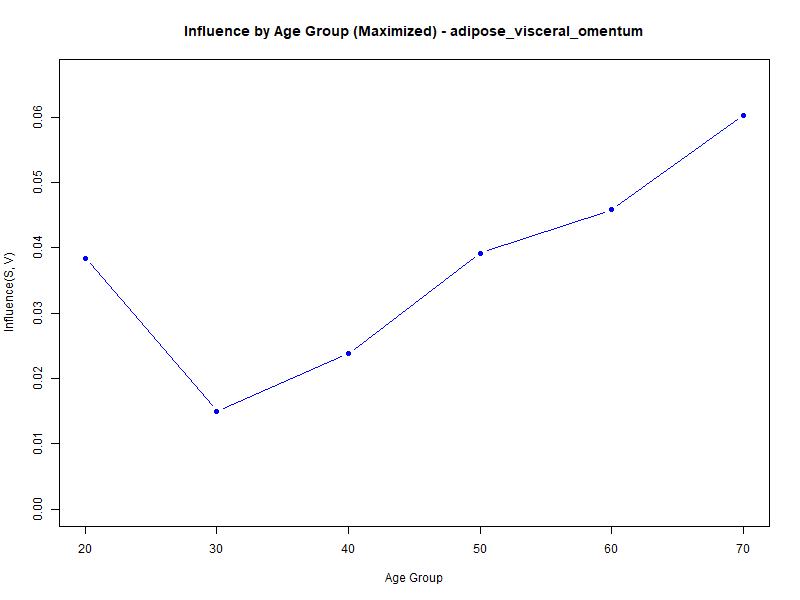 Influence by Age Group (Maximized) - adipose_visceral_omentum
0.06
0.05
0.04
0.03
0.02
0.01
0.00
Influence(S, V)
20 30 40 50 60 70
Age Group